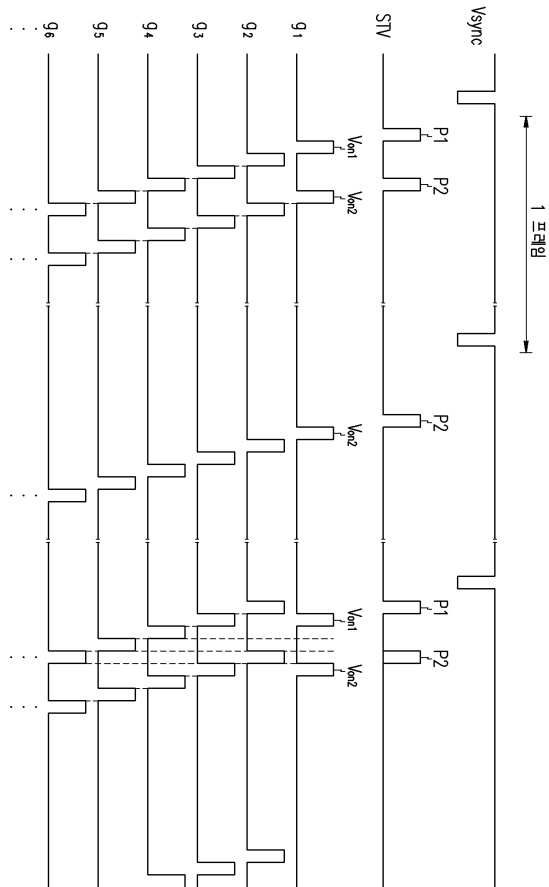 1 프레임
Vsync
STV
P1
P2
P2
P1
P2
g1
Von1
Von2
Von2
Von1
Von2
g2
g3
g4
g5
g6
. . .
. . .
. . .
. . .
. . .
. . .